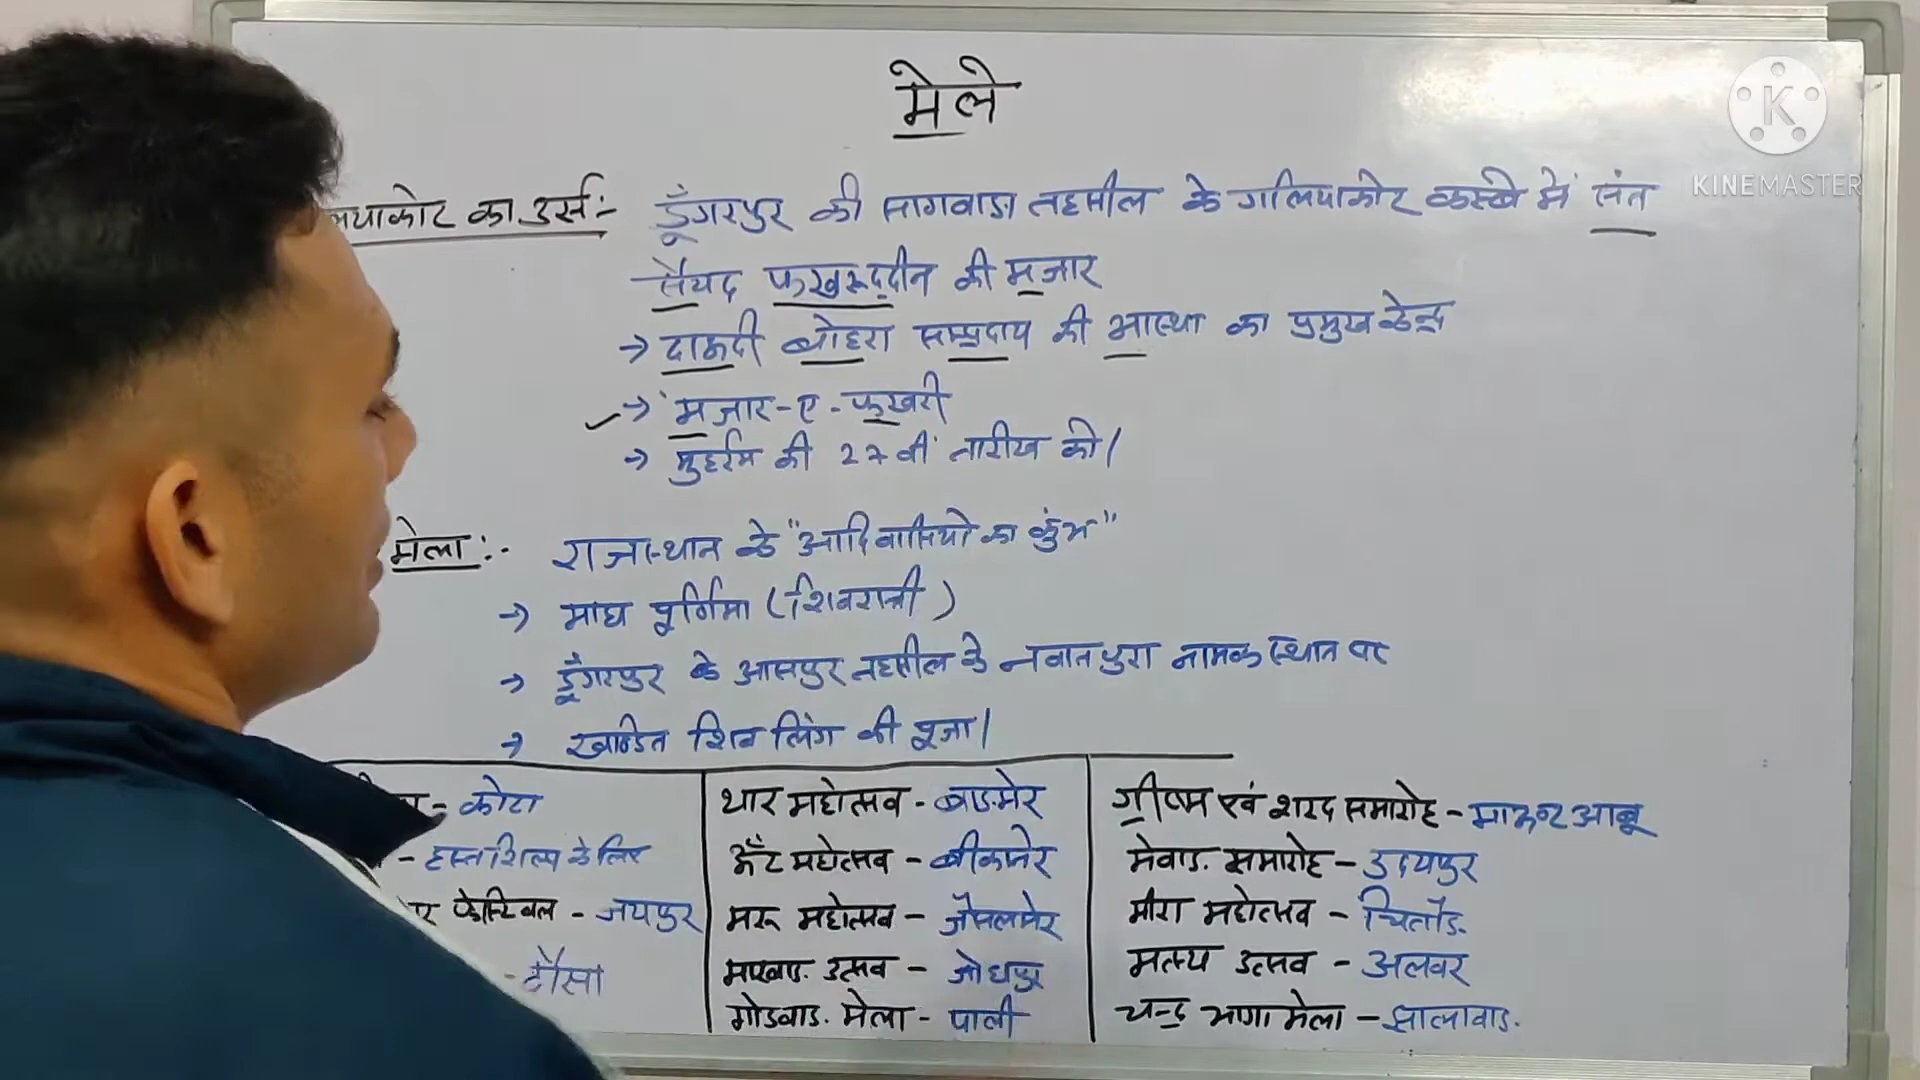 मेले
KINEMASTER
लियाकोट का उर्स :- डूँगरपुर की सागवाडा तहसील के गलियाकोट कस्बे में संत
सैयद फखरूद्दीन की मजार
→ दाऊदी बोहरा सम्प्रदाय की आस्था का प्रमुख केन्द्र
→ मजार-ए-फखरी
→ मुहर्रम की 27 वीं तारीख को।
मेला :- राजस्थान के "आदिवासियो का कुंभ"
→ माघ पूर्णिमा (शिवरात्री)
→ डूँगरपुर के आसपुर तहसील के नवातपुरा नामक स्थान पर
→ खण्डित शिव लिंग की पूजा।
- कोटा
- हस्तशिल्प के लिए
फेस्टिवल - जयपुर
- दौसा
थार महोत्सव - बाड़मेर
ऊँट महोत्सव - बीकानेर
मरू महोत्सव - जैसलमेर
मारवाड़ उत्सव - जोधपुर
गोडवाड़ मेला - पाली
ग्रीष्म एवं शरद समारोह - माऊन्ट आबू
मेवाड़ समारोह - उदयपुर
मीरा महोत्सव - चित्तौड़
मत्स्य उत्सव - अलवर
चन्द्रभागा मेला - झालावाड़